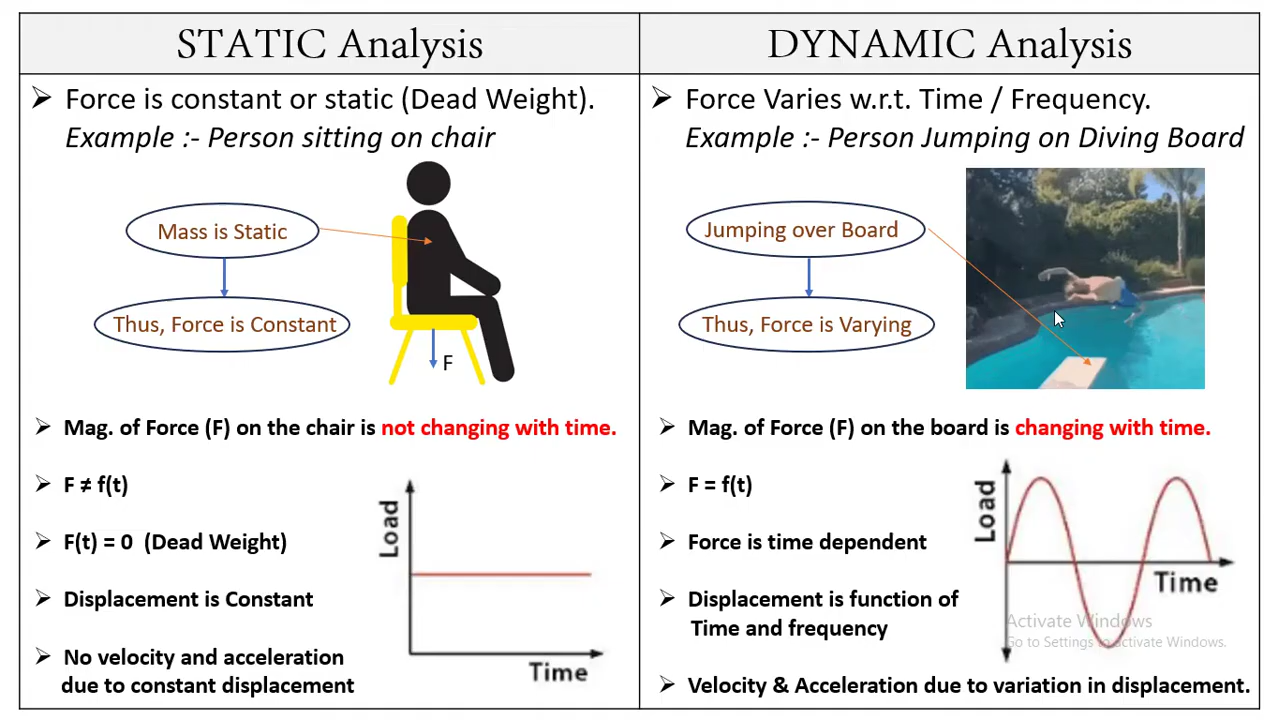 STATIC Analysis
➢ Force is constant or static (Dead Weight).
Example :- Person sitting on chair
Mass is Static
Thus, Force is Constant
F
➢ Mag. of Force (F) on the chair is not changing with time.
➢ F ≠ f(t)
➢ F(t) = 0 (Dead Weight)
➢ Displacement is Constant
➢ No velocity and acceleration
due to constant displacement
Load
Time
DYNAMIC Analysis
➢ Force Varies w.r.t. Time / Frequency.
Example :- Person Jumping on Diving Board
Jumping over Board
Thus, Force is Varying
➢ Mag. of Force (F) on the board is changing with time.
➢ F = f(t)
➢ Force is time dependent
➢ Displacement is function of
Time and frequency
➢ Velocity & Acceleration due to variation in displacement.
Load
Time
Activate Windows
Go to Settings to activate Windows.